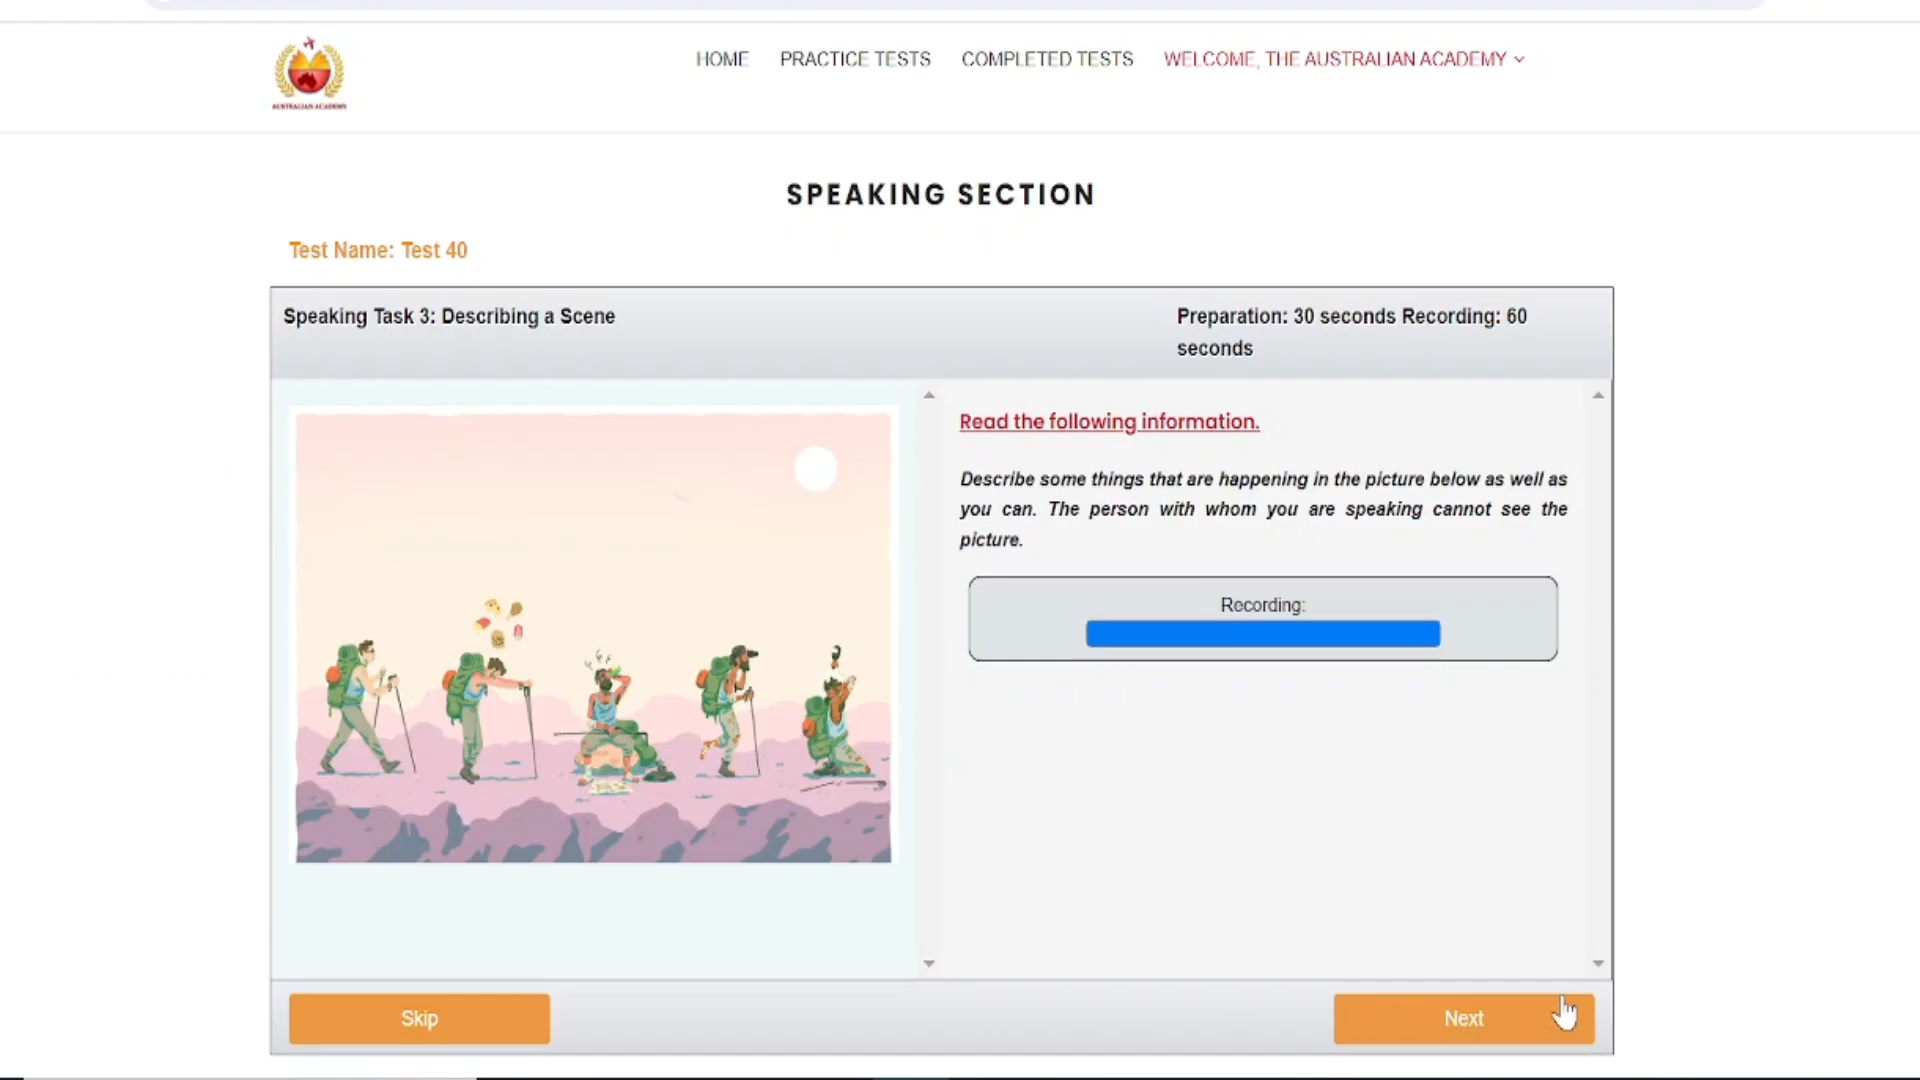 HOME PRACTICE TESTS COMPLETED TESTS WELCOME, THE AUSTRALIAN ACADEMY
AUSTRALIAN ACADEMY
SPEAKING SECTION
Test Name: Test 40
Speaking Task 3: Describing a Scene
Preparation: 30 seconds Recording: 60
seconds
Read the following information.
Describe some things that are happening in the picture below as well as
you can. The person with whom you are speaking cannot see the
picture.
Recording:
Skip
Next